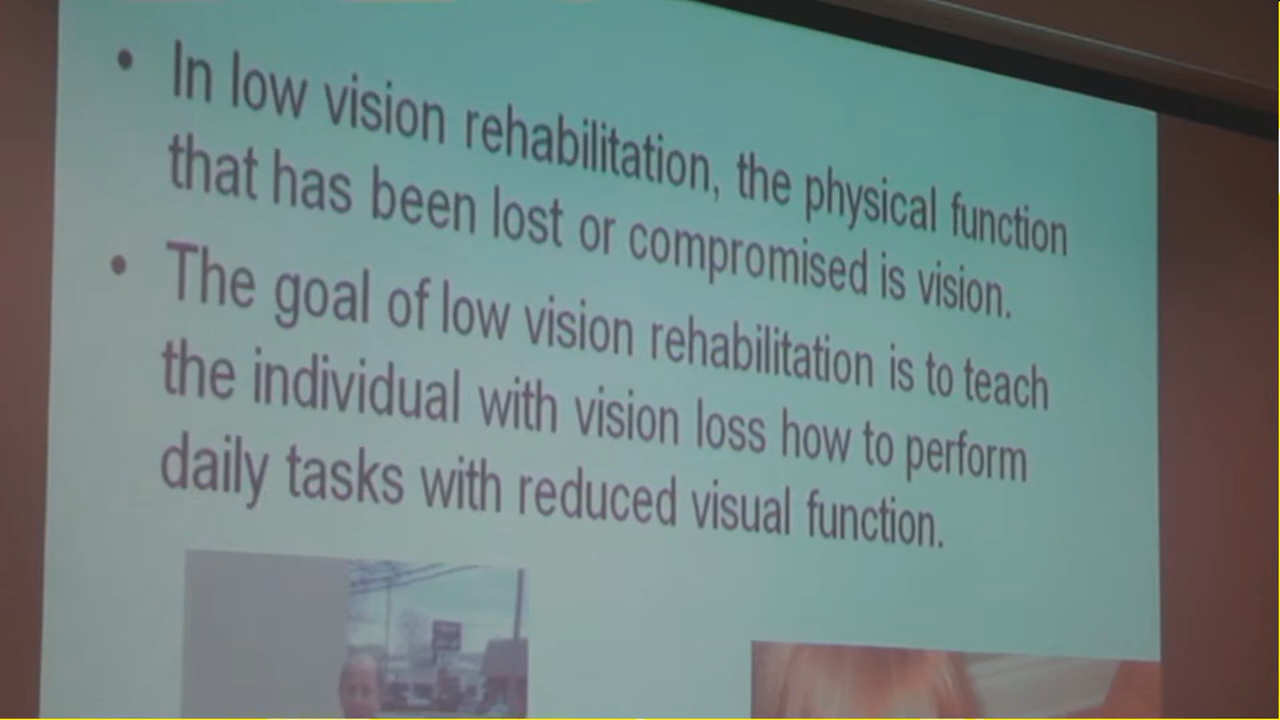 • In low vision rehabilitation, the physical function
that has been lost or compromised is vision.
• The goal of low vision rehabilitation is to teach
the individual with vision loss how to perform
daily tasks with reduced visual function.